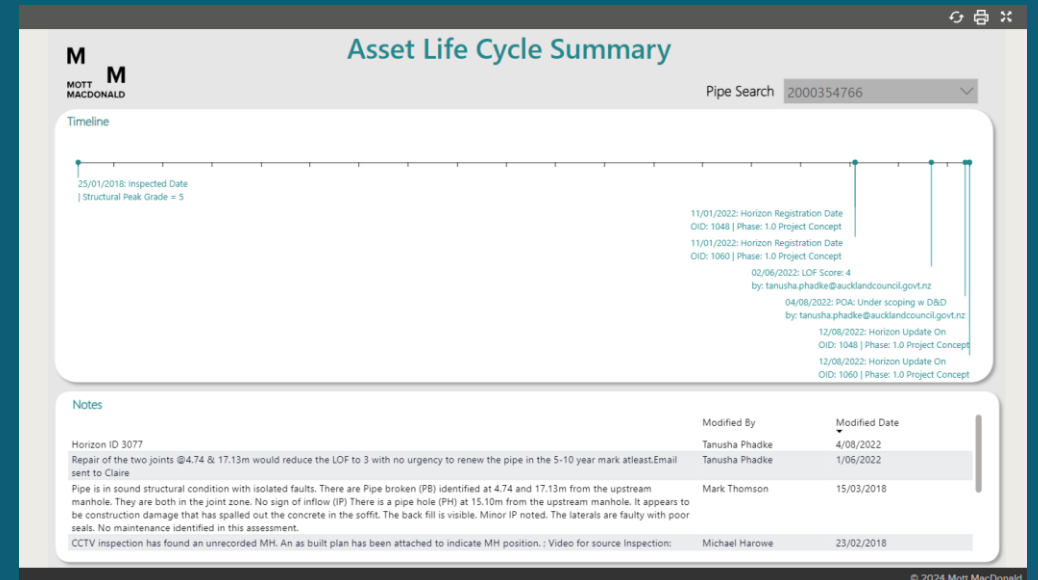 Asset Life Cycle Summary
M
M
MOTT
MACDONALD
Pipe Search 2000354766
Timeline
25/01/2018: Inspected Date
| Structural Peak Grade = 5
11/01/2022: Horizon Registration Date
OID: 1048 | Phase: 1.0 Project Concept
11/01/2022: Horizon Registration Date
OID: 1060 | Phase: 1.0 Project Concept
02/06/2022: LOF Score: 4
by: tanusha.phadke@aucklandcouncil.govt.nz
04/08/2022: POA: Under scoping w D&D
by: tanusha.phadke@aucklandcouncil.govt.nz
12/08/2022: Horizon Update On
OID: 1048 | Phase: 1.0 Project Concept
12/08/2022: Horizon Update On
OID: 1060 | Phase: 1.0 Project Concept
Notes
Modified By Modified Date
Horizon ID 3077 Tanusha Phadke 4/08/2022
Repair of the two joints @4.74 & 17.13m would reduce the LOF to 3 with no urgency to renew the pipe in the 5-10 year mark atleast.Email Tanusha Phadke 1/06/2022
sent to Claire
Pipe is in sound structural condition with isolated faults. There are Pipe broken (PB) identified at 4.74 and 17.13m from the upstream Mark Thomson 15/03/2018
manhole. They are both in the joint zone. No sign of inflow (IP) There is a pipe hole (PH) at 15.10m from the upstream manhole. It appears to
be construction damage that has spalled out the concrete in the soffit. The back fill is visible. Minor IP noted. The laterals are faulty with poor
seals. No maintenance identified in this assessment.
CCTV inspection has found an unrecorded MH. An as built plan has been attached to indicate MH position. ; Video for source Inspection: Michael Harowe 23/02/2018
© 2024 Mott MacDonald